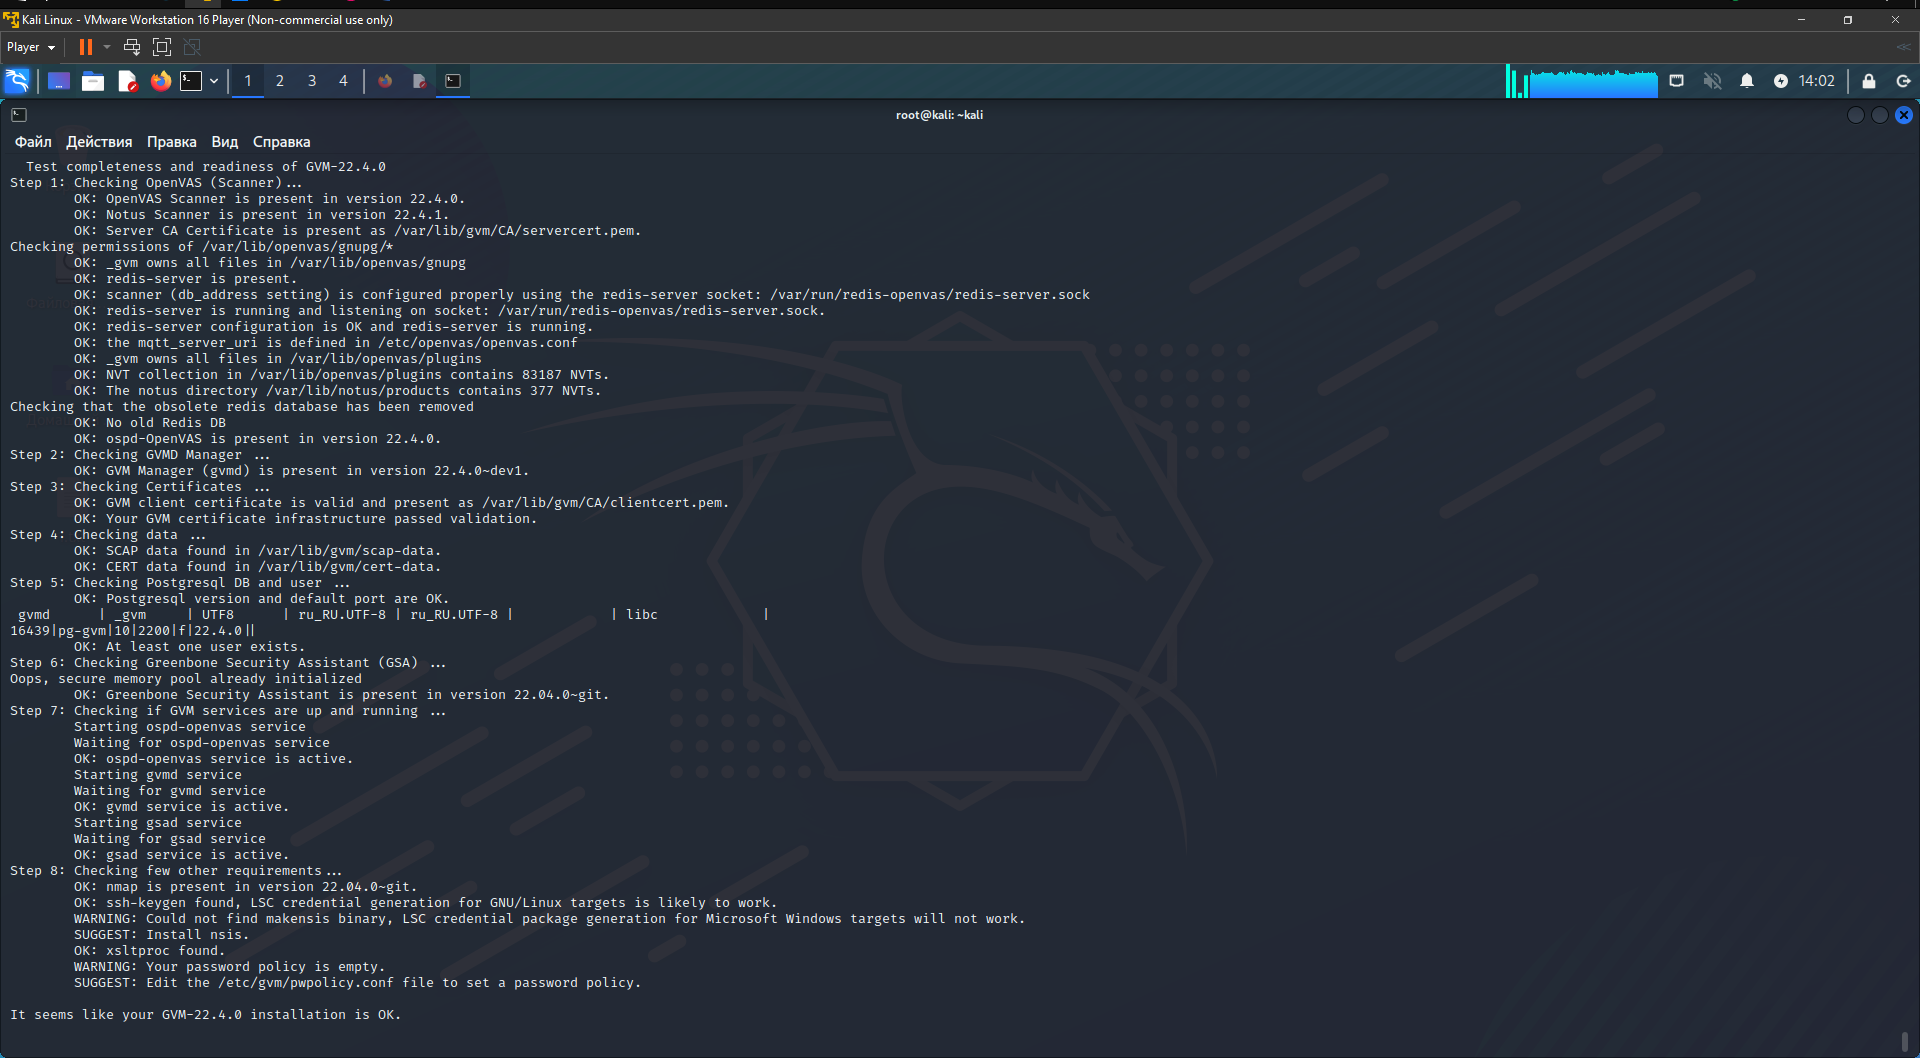 Kali Linux - VMware Workstation 16 Player (Non-commercial use only)
Player
1 2 3 4 14:02
root@kali: ~kali
Файл Действия Правка Вид Справка
Test completeness and readiness of GVM-22.4.0
Step 1: Checking OpenVAS (Scanner)...
OK: OpenVAS Scanner is present in version 22.4.0.
OK: Notus Scanner is present in version 22.4.1.
OK: Server CA Certificate is present as /var/lib/gvm/CA/servercert.pem.
Checking permissions of /var/lib/openvas/gnupg/*
OK: _gvm owns all files in /var/lib/openvas/gnupg
OK: redis-server is present.
OK: scanner (db_address setting) is configured properly using the redis-server socket: /var/run/redis-openvas/redis-server.sock
OK: redis-server is running and listening on socket: /var/run/redis-openvas/redis-server.sock.
OK: redis-server configuration is OK and redis-server is running.
OK: the mqtt_server_uri is defined in /etc/openvas/openvas.conf
OK: _gvm owns all files in /var/lib/openvas/plugins
OK: NVT collection in /var/lib/openvas/plugins contains 83187 NVTs.
OK: The notus directory /var/lib/notus/products contains 377 NVTs.
Checking that the obsolete redis database has been removed
OK: No old Redis DB
OK: ospd-OpenVAS is present in version 22.4.0.
Step 2: Checking GVMD Manager ...
OK: GVM Manager (gvmd) is present in version 22.4.0~dev1.
Step 3: Checking Certificates ...
OK: GVM client certificate is valid and present as /var/lib/gvm/CA/clientcert.pem.
OK: Your GVM certificate infrastructure passed validation.
Step 4: Checking data ...
OK: SCAP data found in /var/lib/gvm/scap-data.
OK: CERT data found in /var/lib/gvm/cert-data.
Step 5: Checking Postgresql DB and user ...
OK: Postgresql version and default port are OK.
gvmd | _gvm | UTF8 | ru_RU.UTF-8 | ru_RU.UTF-8 | | libc |
16439|pg-gvm|10|2200|f|22.4.0||
OK: At least one user exists.
Step 6: Checking Greenbone Security Assistant (GSA) ...
Oops, secure memory pool already initialized
OK: Greenbone Security Assistant is present in version 22.04.0~git.
Step 7: Checking if GVM services are up and running ...
Starting ospd-openvas service
Waiting for ospd-openvas service
OK: ospd-openvas service is active.
Starting gvmd service
Waiting for gvmd service
OK: gvmd service is active.
Starting gsad service
Waiting for gsad service
OK: gsad service is active.
Step 8: Checking few other requirements...
OK: nmap is present in version 22.04.0~git.
OK: ssh-keygen found, LSC credential generation for GNU/Linux targets is likely to work.
WARNING: Could not find makensis binary, LSC credential package generation for Microsoft Windows targets will not work.
SUGGEST: Install nsis.
OK: xsltproc found.
WARNING: Your password policy is empty.
SUGGEST: Edit the /etc/gvm/pwpolicy.conf file to set a password policy.
It seems like your GVM-22.4.0 installation is OK.